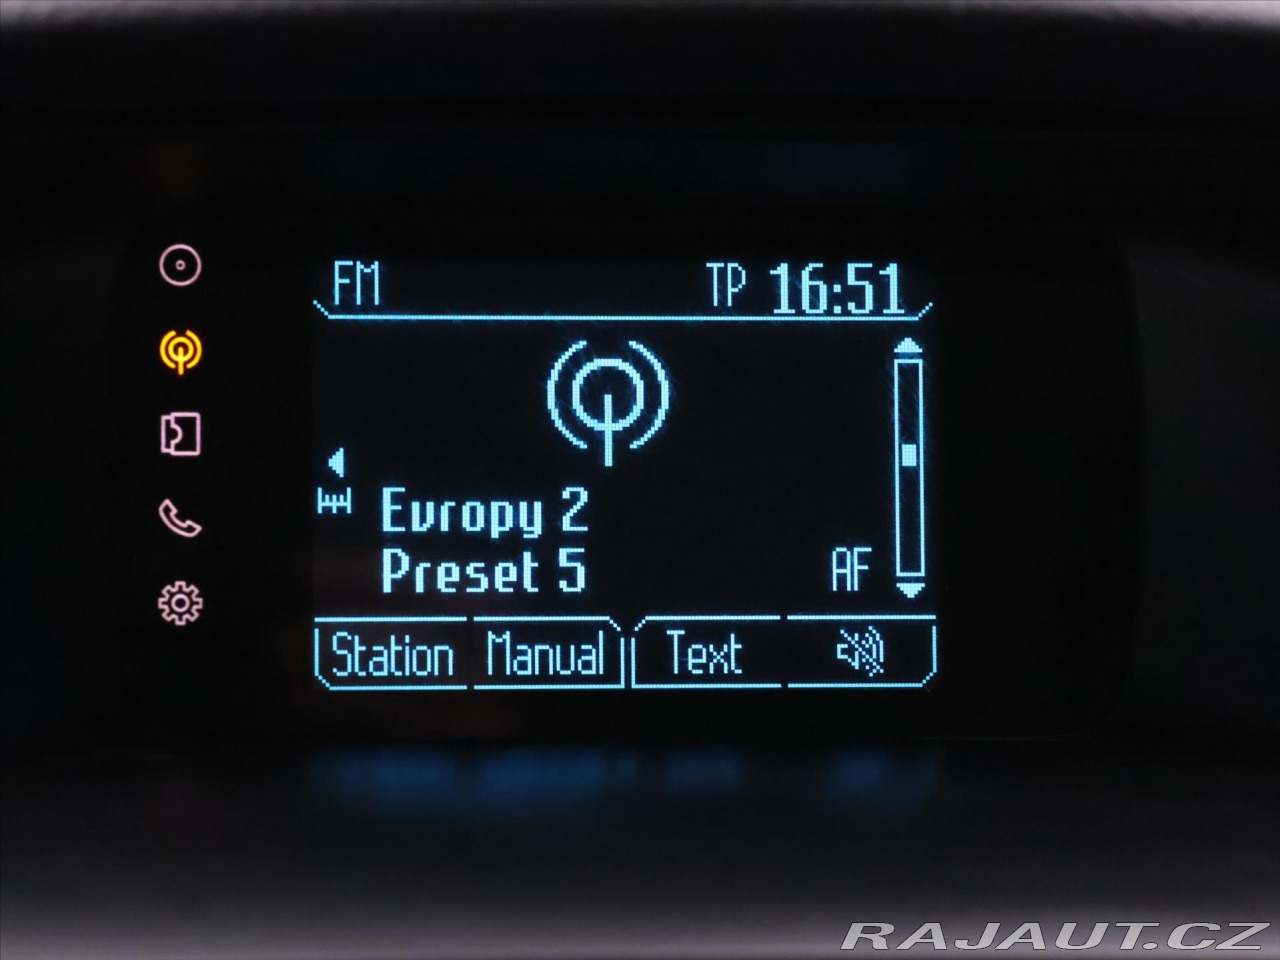 FM TP 16:51
Evropy 2
Preset 5
AF
Station Manual Text
RAJAUT.CZ